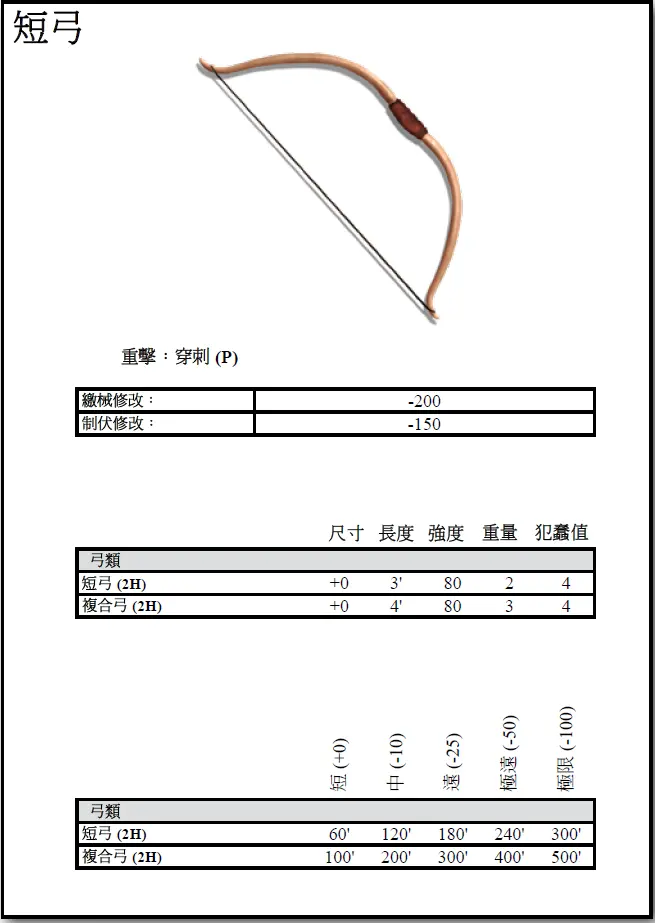 短弓
重擊：穿刺 (P)
繳械修改： -200
制伏修改： -150
尺寸 長度 強度 重量 犯蠢值
弓類
短弓 (2H) +0 3' 80 2 4
複合弓 (2H) +0 4' 80 3 4
短 (+0) 中 (-10) 遠 (-25) 極遠 (-50) 極限 (-100)
弓類
短弓 (2H) 60' 120' 180' 240' 300'
複合弓 (2H) 100' 200' 300' 400' 500'